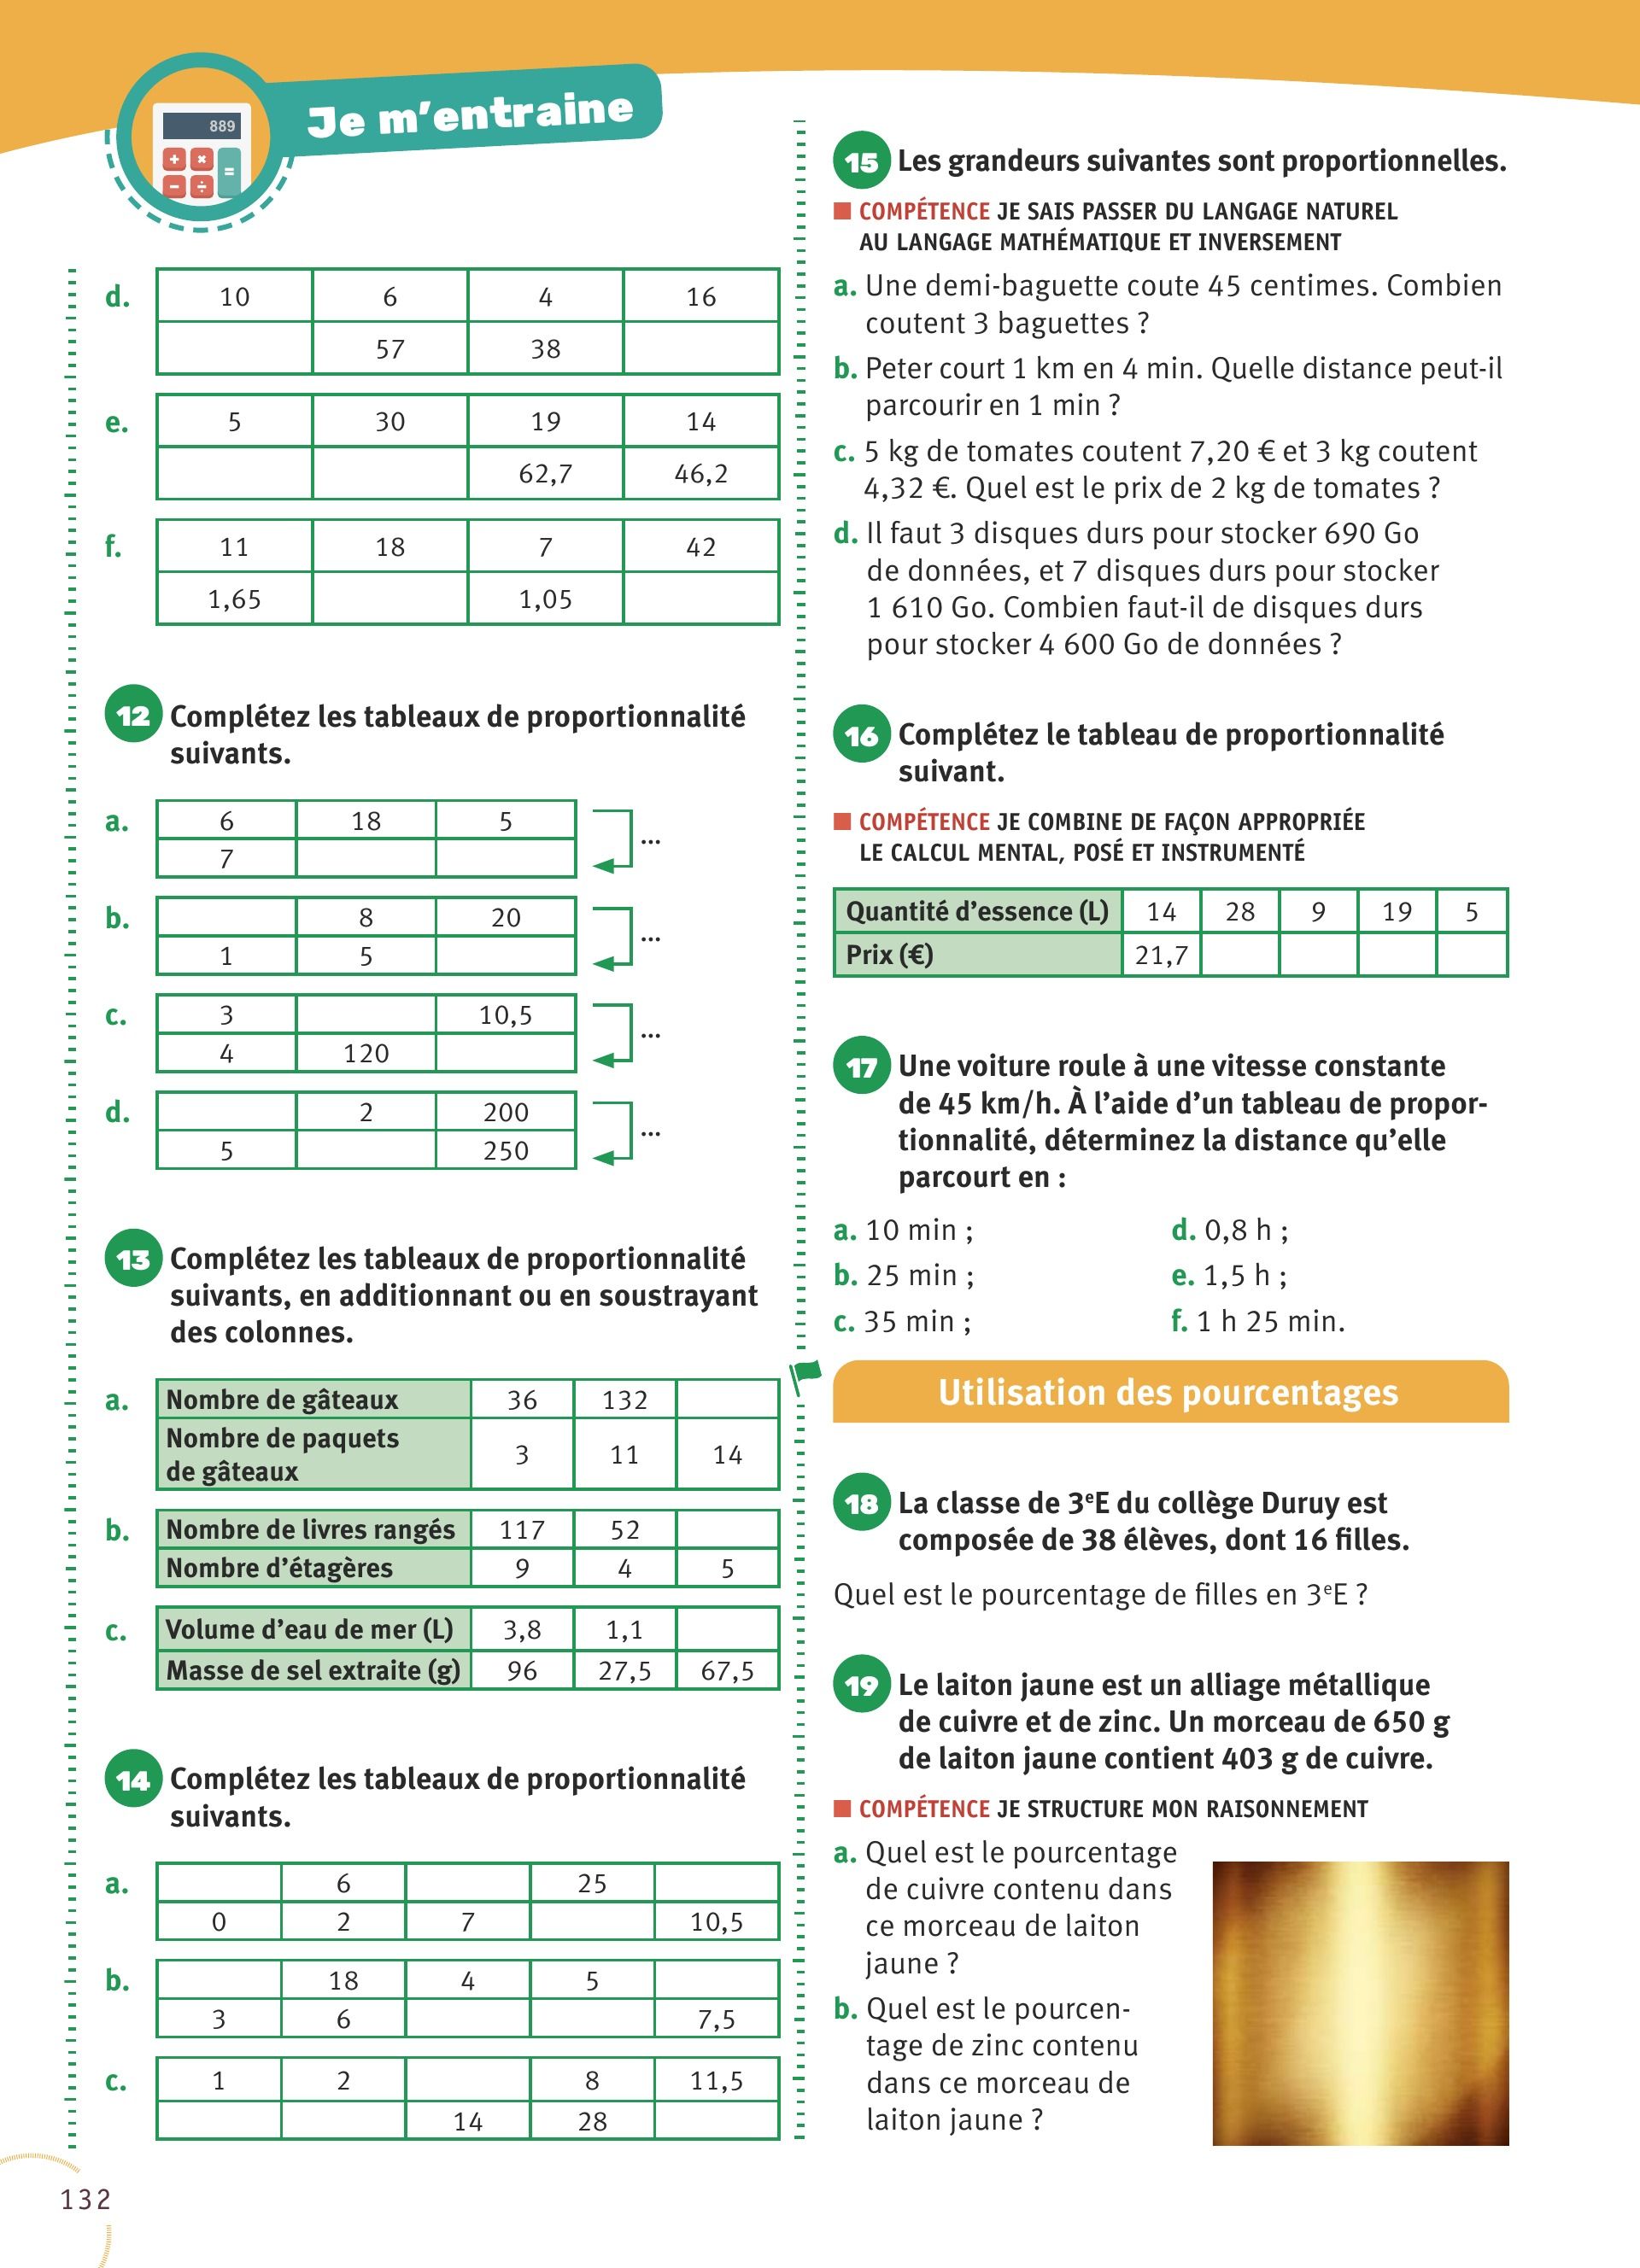 889
Je m'entraine
d. 10 6 4 16
57 38
e. 5 30 19 14
62,7 46,2
f. 11 18 7 42
1,65 1,05
12 Complétez les tableaux de proportionnalité
suivants.
a. 6 18 5
7
...
b. 8 20
1 5
...
c. 3 10,5
4 120
...
d. 2 200
5 250
...
13 Complétez les tableaux de proportionnalité
suivants, en additionnant ou en soustrayant
des colonnes.
a. Nombre de gâteaux 36 132
Nombre de paquets
de gâteaux 3 11 14
b. Nombre de livres rangés 117 52
Nombre d'étagères 9 4 5
c. Volume d'eau de mer (L) 3,8 1,1
Masse de sel extraite (g) 96 27,5 67,5
14 Complétez les tableaux de proportionnalité
suivants.
a. 6 25
0 2 7 10,5
b. 18 4 5
3 6 7,5
c. 1 2 8 11,5
14 28
132
15 Les grandeurs suivantes sont proportionnelles.
COMPÉTENCE JE SAIS PASSER DU LANGAGE NATUREL
AU LANGAGE MATHÉMATIQUE ET INVERSEMENT
a. Une demi-baguette coute 45 centimes. Combien
coutent 3 baguettes ?
b. Peter court 1 km en 4 min. Quelle distance peut-il
parcourir en 1 min ?
c. 5 kg de tomates coutent 7,20 € et 3 kg coutent
4,32 €. Quel est le prix de 2 kg de tomates ?
d. Il faut 3 disques durs pour stocker 690 Go
de données, et 7 disques durs pour stocker
1 610 Go. Combien faut-il de disques durs
pour stocker 4 600 Go de données ?
16 Complétez le tableau de proportionnalité
suivant.
COMPÉTENCE JE COMBINE DE FAÇON APPROPRIÉE
LE CALCUL MENTAL, POSÉ ET INSTRUMENTÉ
Quantité d'essence (L) 14 28 9 19 5
Prix (€) 21,7
17 Une voiture roule à une vitesse constante
de 45 km/h. À l'aide d'un tableau de propor-
tionnalité, déterminez la distance qu'elle
parcourt en :
a. 10 min ; d. 0,8 h ;
b. 25 min ; e. 1,5 h ;
c. 35 min ; f. 1 h 25 min.
Utilisation des pourcentages
18 La classe de 3eE du collège Duruy est
composée de 38 élèves, dont 16 filles.
Quel est le pourcentage de filles en 3eE ?
19 Le laiton jaune est un alliage métallique
de cuivre et de zinc. Un morceau de 650 g
de laiton jaune contient 403 g de cuivre.
COMPÉTENCE JE STRUCTURE MON RAISONNEMENT
a. Quel est le pourcentage
de cuivre contenu dans
ce morceau de laiton
jaune ?
b. Quel est le pourcen-
tage de zinc contenu
dans ce morceau de
laiton jaune ?